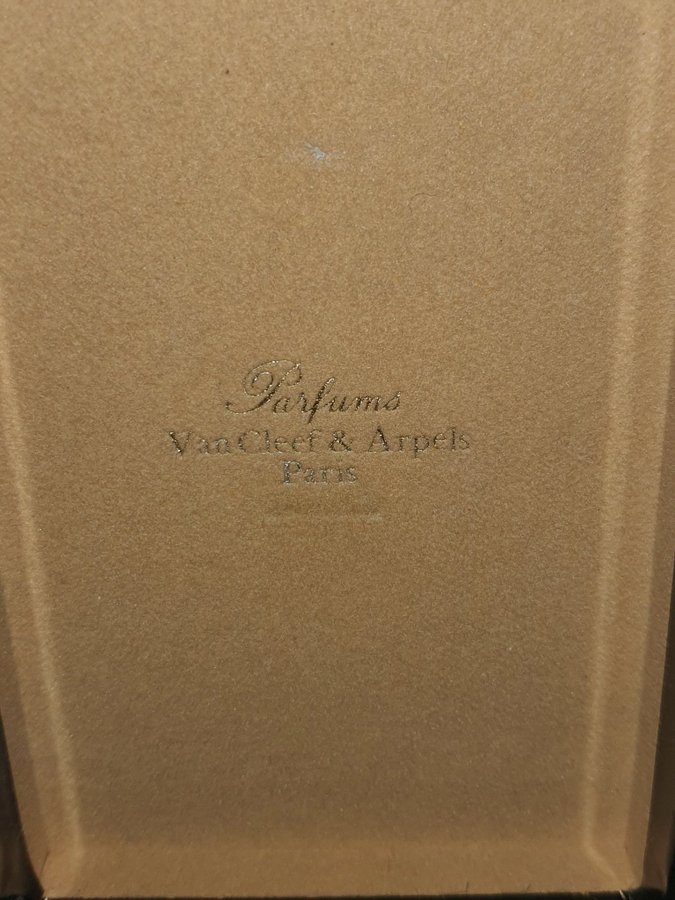 Parfums
Van Cleef & Arpels
Paris